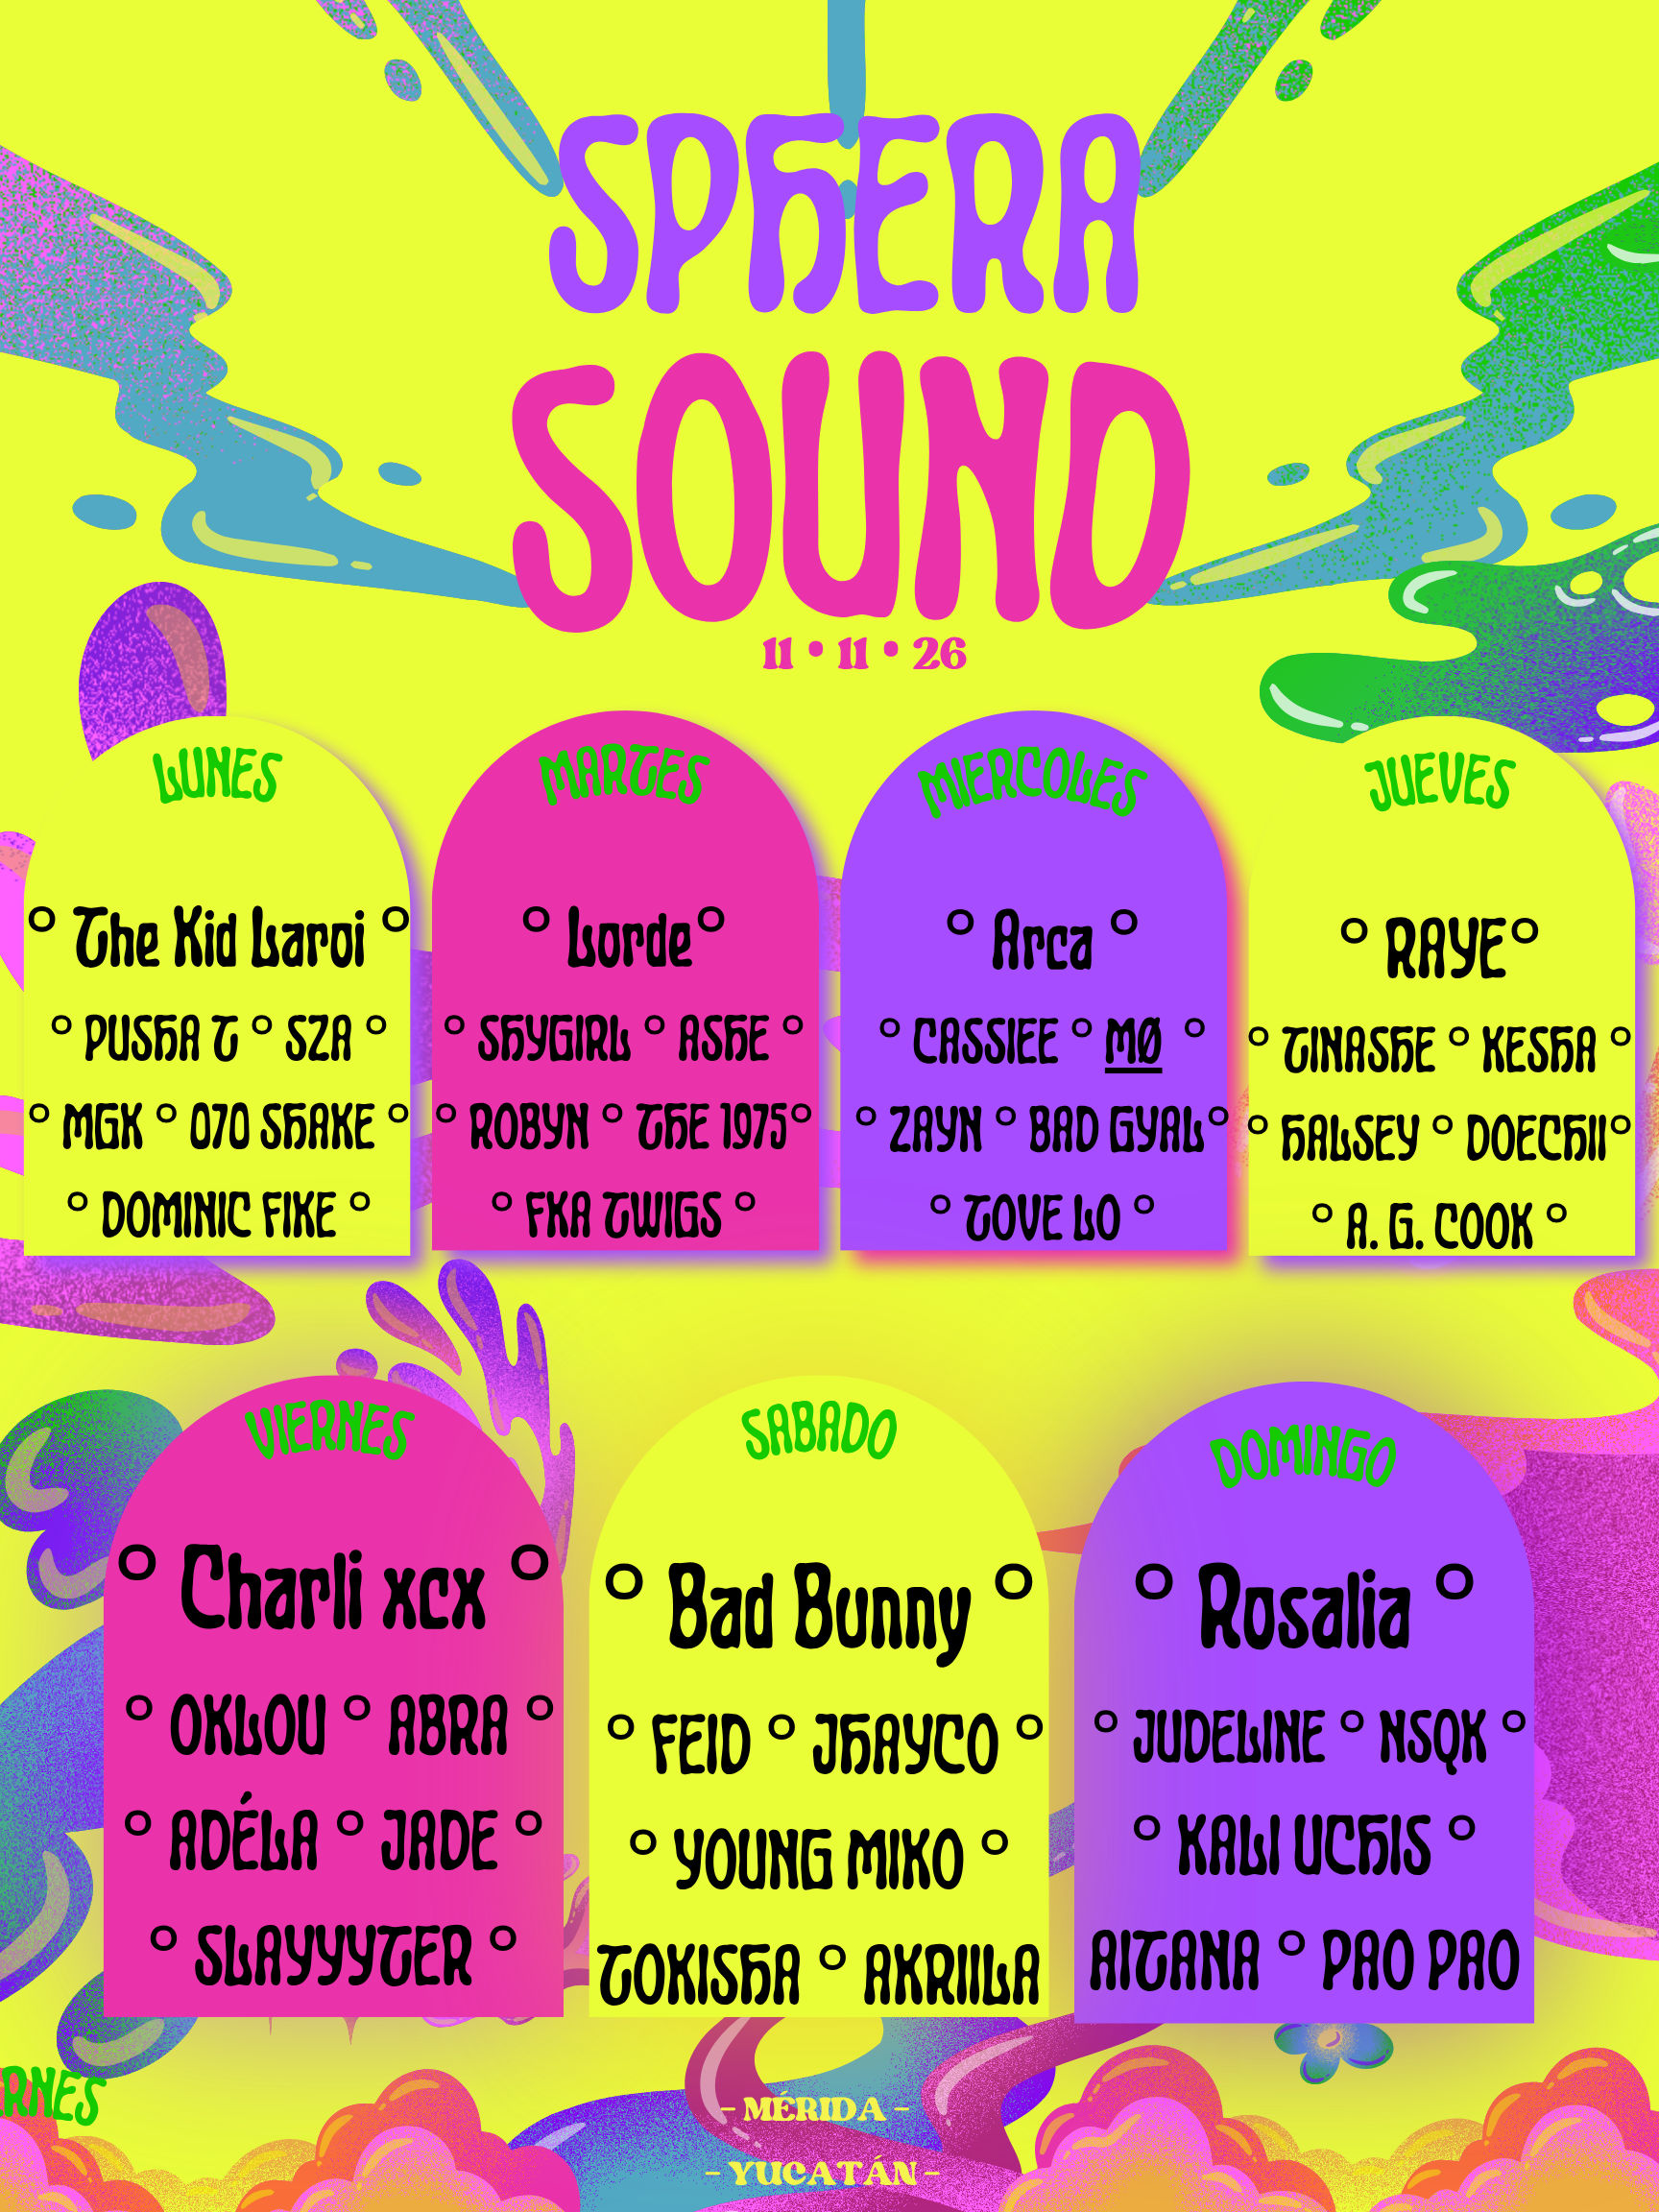 SPHERA
SOUND
11 • 11 • 26
LUNES
° The Kid Laroi °
° PUSHA T ° SZA °
° MGK ° 070 SHAKE °
° DOMINIC FIKE °
MARTES
° Lorde°
° SHYGIRL ° ASHE °
° ROBYN ° THE 1975°
° FKA TWIGS °
MIERCOLES
° Arca °
° CASSIEE ° MØ °
° ZAYN ° BAD GYAL°
° TOVE LO °
JUEVES
° RAYE°
° TINASHE ° KESHA °
° HALSEY ° DOECHII°
° A. G. COOK °
VIERNES
° Charli xcx °
° OKLOU ° ABRA °
° ADÉLA ° JADE °
° SLAYYYTER °
SABADO
° Bad Bunny °
° FEID ° JHAYCO °
° YOUNG MIKO °
TOKISHA ° AKRIILA
DOMINGO
° Rosalia °
° JUDELINE ° NSQK °
° KALI UCHIS °
AITANA ° PAO PAO
RNES
- MÉRIDA -
- YUCATÁN -